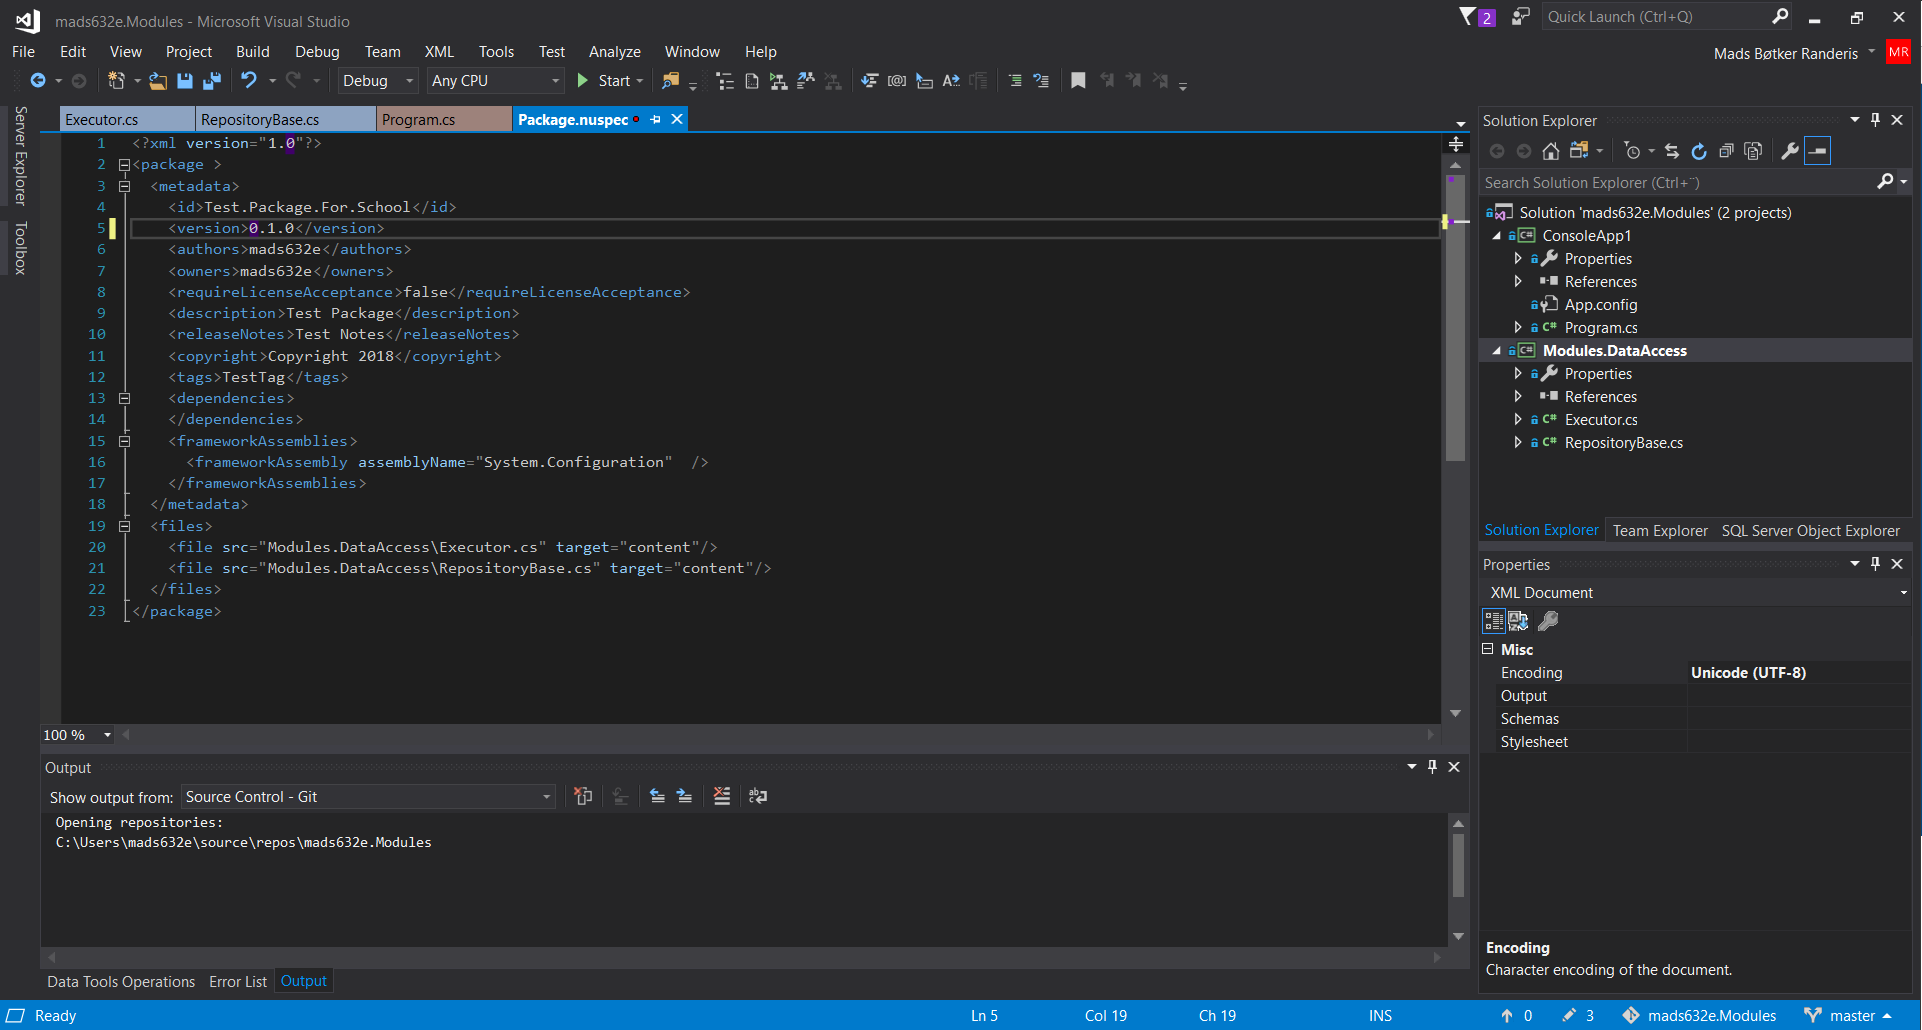 mads632e.Modules - Microsoft Visual Studio
2
Quick Launch (Ctrl+Q)
File Edit View Project Build Debug Team XML Tools Test Analyze Window Help
Mads Bøtker Randeris MR
Debug Any CPU Start
Server Explorer
Toolbox
Executor.cs RepositoryBase.cs Program.cs Package.nuspec
1 <?xml version="1.0"?>
2 <package >
3 <metadata>
4 <id>Test.Package.For.School</id>
5 <version>0.1.0</version>
6 <authors>mads632e</authors>
7 <owners>mads632e</owners>
8 <requireLicenseAcceptance>false</requireLicenseAcceptance>
9 <description>Test Package</description>
10 <releaseNotes>Test Notes</releaseNotes>
11 <copyright>Copyright 2018</copyright>
12 <tags>TestTag</tags>
13 <dependencies>
14 </dependencies>
15 <frameworkAssemblies>
16 <frameworkAssembly assemblyName="System.Configuration"  />
17 </frameworkAssemblies>
18 </metadata>
19 <files>
20 <file src="Modules.DataAccess\Executor.cs" target="content"/>
21 <file src="Modules.DataAccess\RepositoryBase.cs" target="content"/>
22 </files>
23 </package>
100 %
Output
Show output from: Source Control - Git
Opening repositories:
C:\Users\mads632e\source\repos\mads632e.Modules
Data Tools Operations Error List Output
Solution Explorer
Search Solution Explorer (Ctrl+¨)
Solution 'mads632e.Modules' (2 projects)
C# ConsoleApp1
Properties
References
App.config
C# Program.cs
C# Modules.DataAccess
Properties
References
C# Executor.cs
C# RepositoryBase.cs
Solution Explorer Team Explorer SQL Server Object Explorer
Properties
XML Document
Misc
Encoding Unicode (UTF-8)
Output
Schemas
Stylesheet
Encoding
Character encoding of the document.
Ready Ln 5 Col 19 Ch 19 INS 0 3 mads632e.Modules master